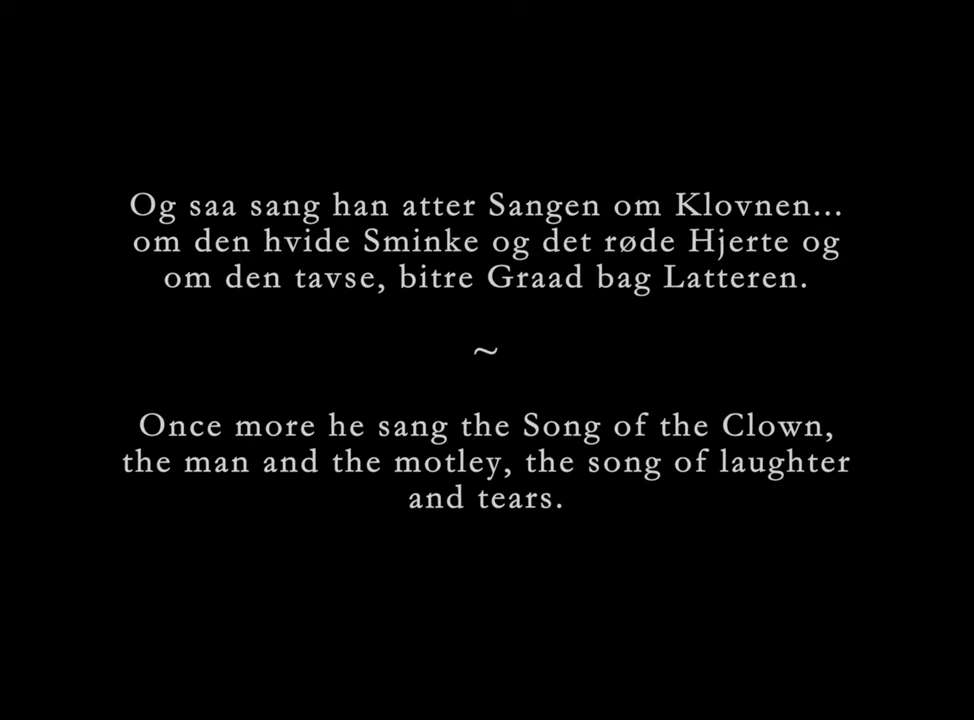 Og saa sang han atter Sangen om Klovnen...
om den hvide Sminke og det røde Hjerte og
om den tavse, bitre Graad bag Latteren.
~
Once more he sang the Song of the Clown,
the man and the motley, the song of laughter
and tears.